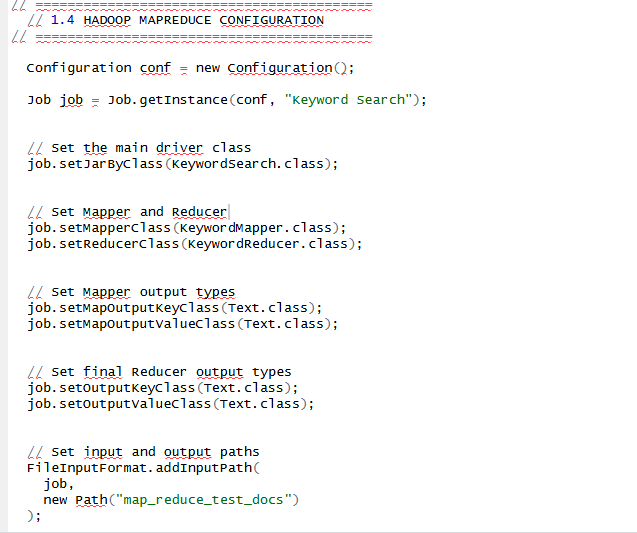 // ==========================================
// 1.4 HADOOP MAPREDUCE CONFIGURATION
// ==========================================
Configuration conf = new Configuration();
Job job = Job.getInstance(conf, "Keyword Search");
// Set the main driver class
job.setJarByClass(KeywordSearch.class);
// Set Mapper and Reducer
job.setMapperClass(KeywordMapper.class);
job.setReducerClass(KeywordReducer.class);
// Set Mapper output types
job.setMapOutputKeyClass(Text.class);
job.setMapOutputValueClass(Text.class);
// Set final Reducer output types
job.setOutputKeyClass(Text.class);
job.setOutputValueClass(Text.class);
// Set input and output paths
FileInputFormat.addInputPath(
job,
new Path("map_reduce_test_docs")
);